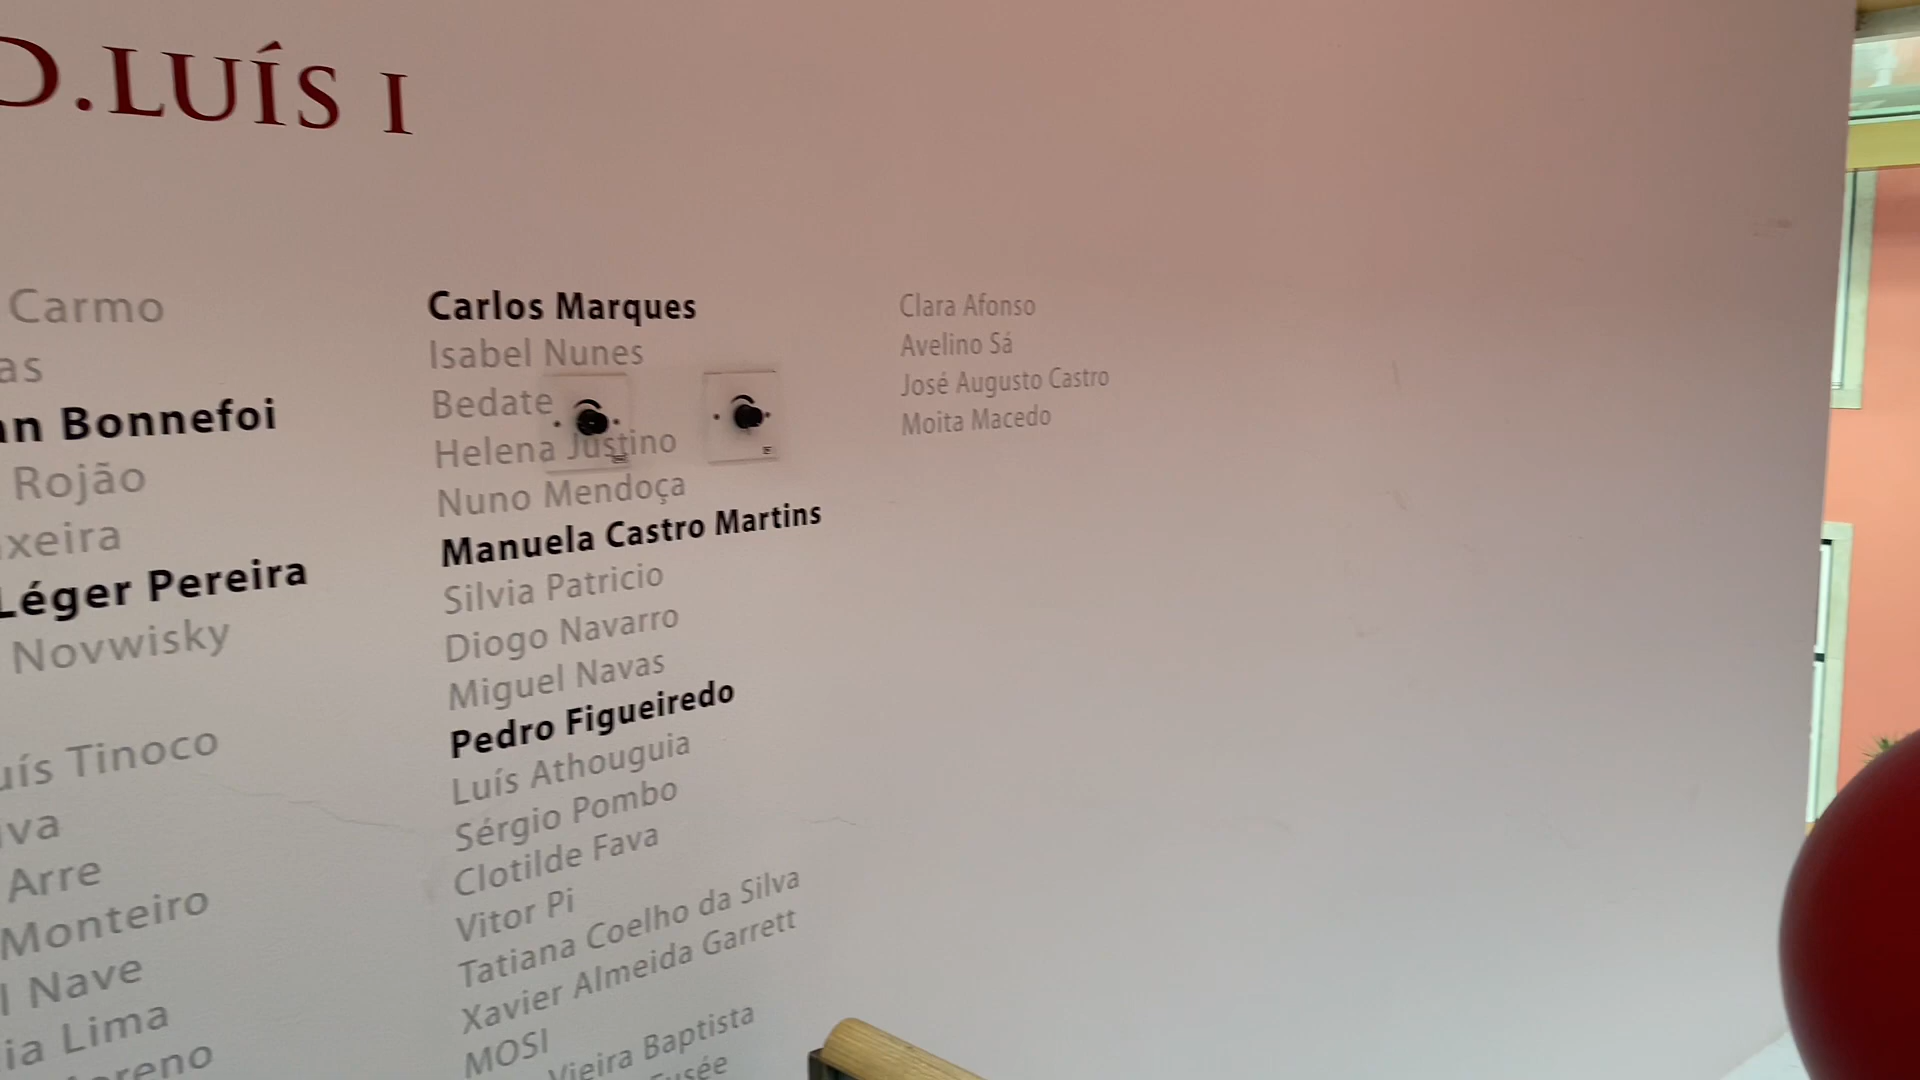 D.LUÍS I
Carmo
as
an Bonnefoi
Rojão
xeira
Léger Pereira
Novwisky
uís Tinoco
va
Arre
Monteiro
l Nave
ia Lima
oreno
Carlos Marques
Isabel Nunes
Bedate
Helena Justino
Nuno Mendoça
Manuela Castro Martins
Silvia Patricio
Diogo Navarro
Miguel Navas
Pedro Figueiredo
Luís Athouguia
Sérgio Pombo
Clotilde Fava
Vitor Pi
Tatiana Coelho da Silva
Xavier Almeida Garrett
MOSI
Vieira Baptista
usée
Clara Afonso
Avelino Sá
José Augusto Castro
Moita Macedo